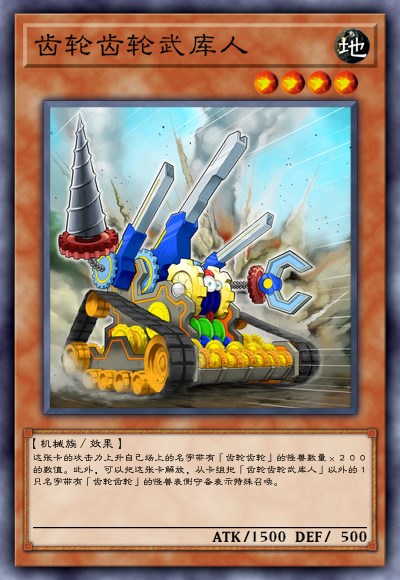 齿轮齿轮武库人
地
【机械族／效果】
这张卡的攻击力上升自己场上的名字带有「齿轮齿轮」的怪兽数量×２００
的数值。此外，可以把这张卡解放，从卡组把「齿轮齿轮武库人」以外的１
只名字带有「齿轮齿轮」的怪兽表侧守备表示特殊召唤。
ATK/1500 DEF/ 500